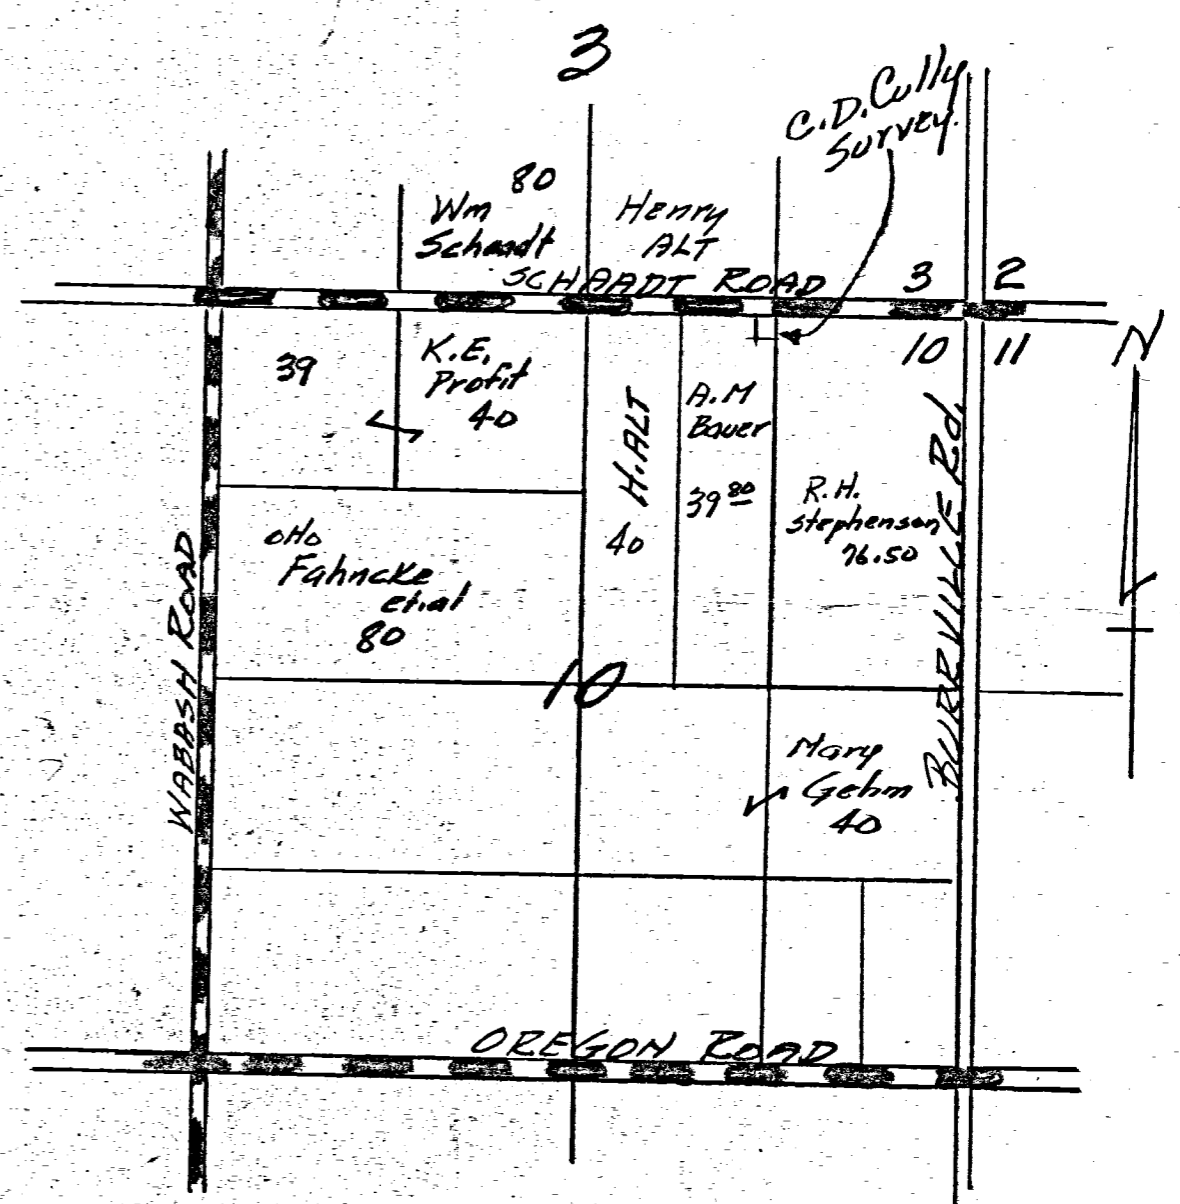 3
C.D. Cully
Survey.
80
Wm
Schaadt
Henry
ALT
SCHAADT ROAD
3
2
10
11
N
39
K.E.
Profit
40
H. ALT
40
A.M
Bauer
39 80
R.H.
Stephenson
76.50
BURRVILLE Rd.
WABASH ROAD
otto
Fahncke
et.al
80
10
Mary
Gehm
40
OREGON ROAD